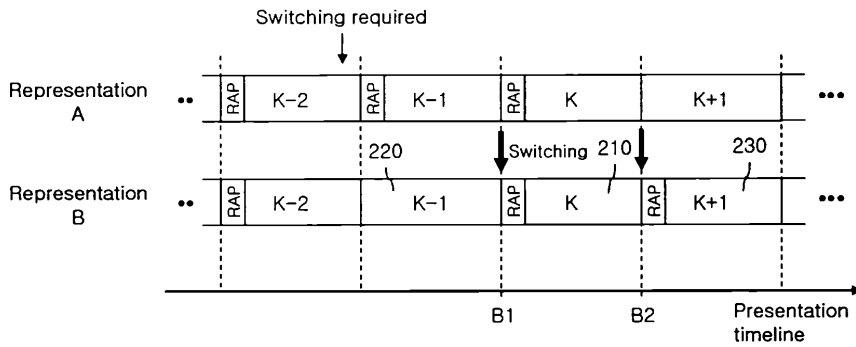 Switching required
Representation
A
•• RAP K-2 RAP K-1 RAP K K+1 •••
220 Switching 210 230
Representation
B
•• RAP K-2 K-1 RAP K RAP K+1 •••
B1 B2 Presentation
timeline